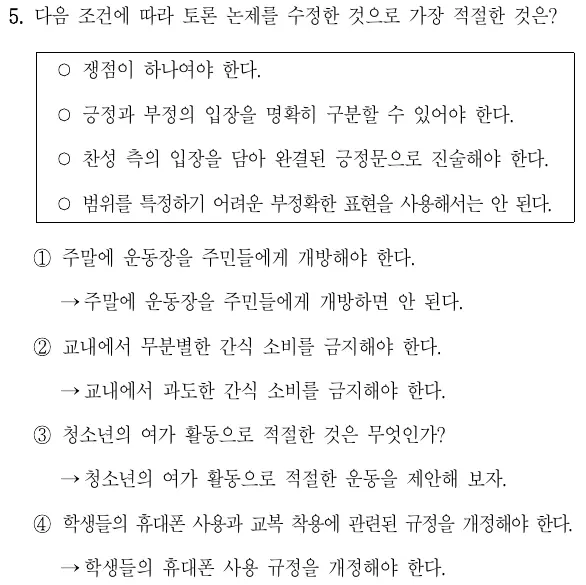 5. 다음 조건에 따라 토론 논제를 수정한 것으로 가장 적절한 것은?
○ 쟁점이 하나여야 한다.
○ 긍정과 부정의 입장을 명확히 구분할 수 있어야 한다.
○ 찬성 측의 입장을 담아 완결된 긍정문으로 진술해야 한다.
○ 범위를 특정하기 어려운 부정확한 표현을 사용해서는 안 된다.
① 주말에 운동장을 주민들에게 개방해야 한다.
→ 주말에 운동장을 주민들에게 개방하면 안 된다.
② 교내에서 무분별한 간식 소비를 금지해야 한다.
→ 교내에서 과도한 간식 소비를 금지해야 한다.
③ 청소년의 여가 활동으로 적절한 것은 무엇인가?
→ 청소년의 여가 활동으로 적절한 운동을 제안해 보자.
④ 학생들의 휴대폰 사용과 교복 착용에 관련된 규정을 개정해야 한다.
→ 학생들의 휴대폰 사용 규정을 개정해야 한다.